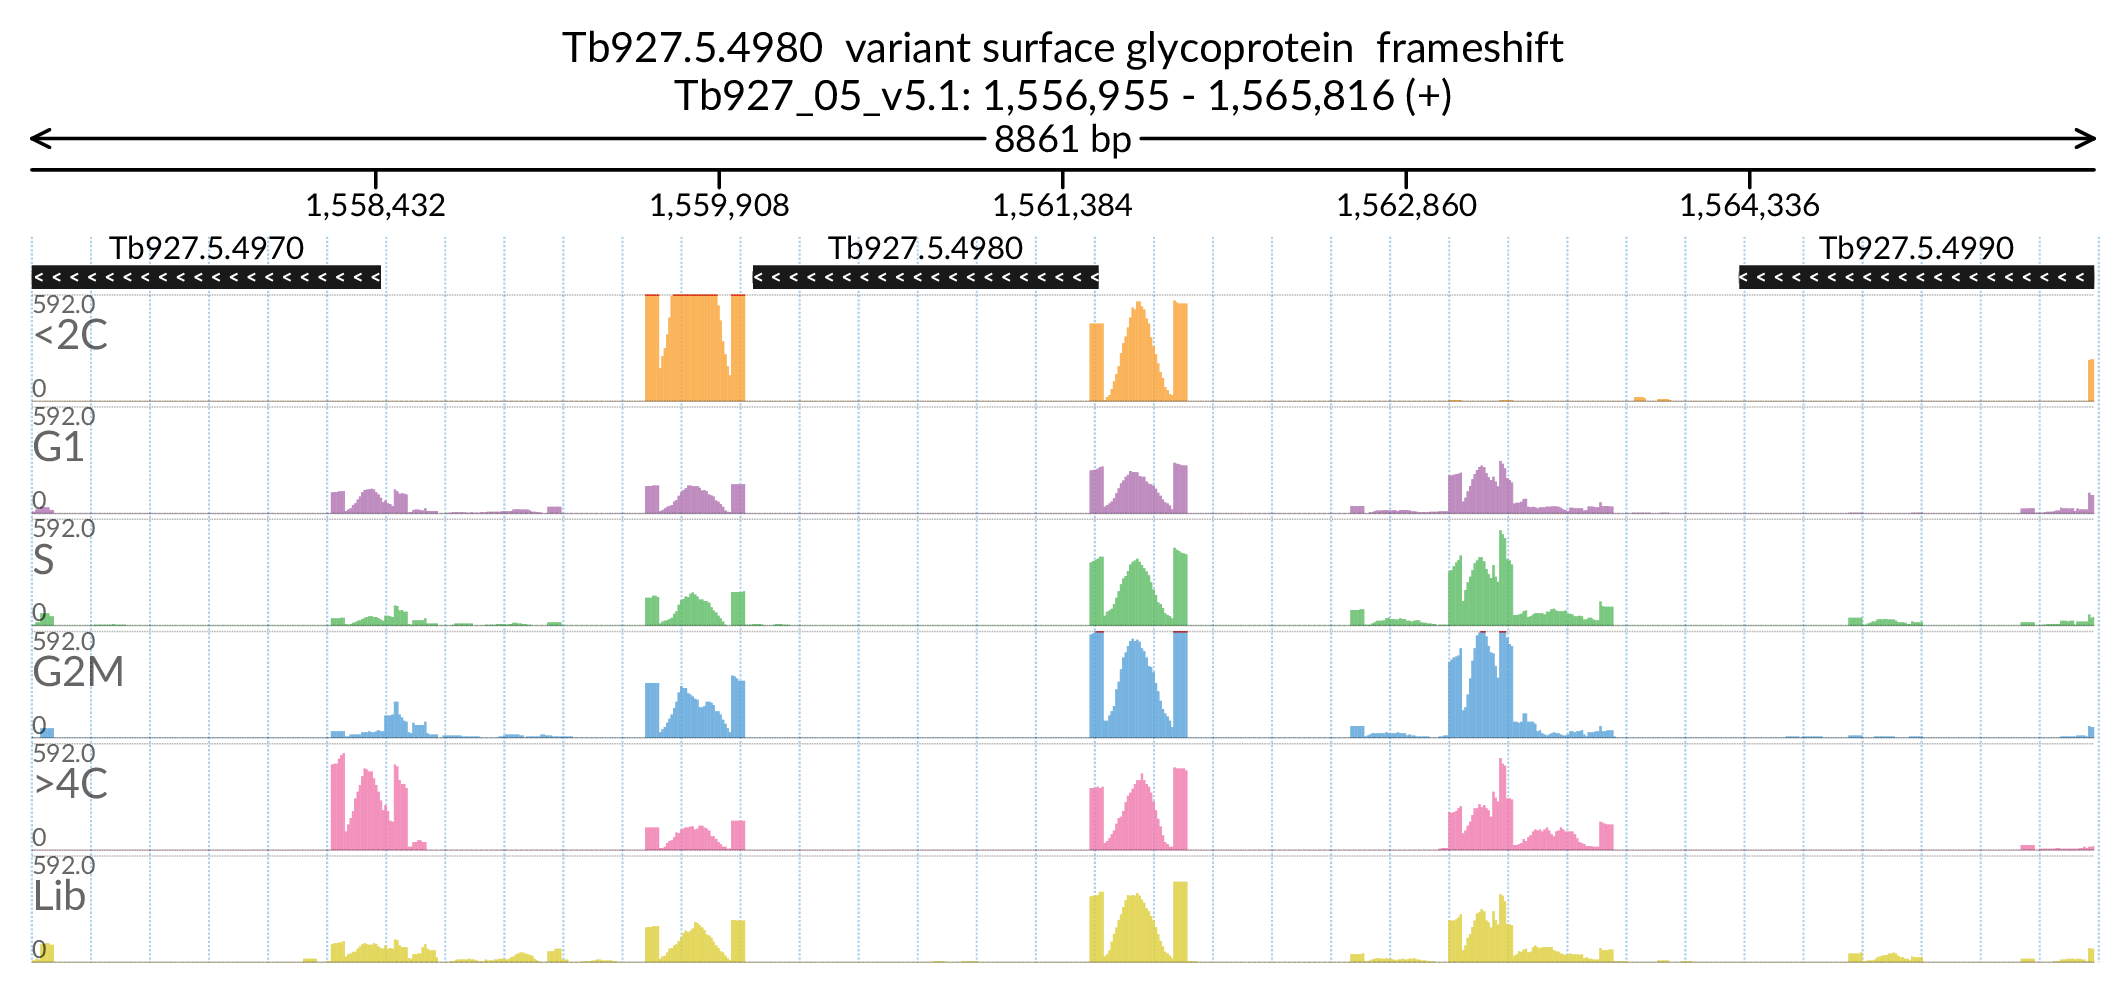 Tb927.5.4980 variant surface glycoprotein frameshift
Tb927_05_v5.1: 1,556,955 - 1,565,816 (+)
8861 bp
1,558,432 1,559,908 1,561,384 1,562,860 1,564,336
Tb927.5.4970 Tb927.5.4980 Tb927.5.4990
592.0
<2C
0
592.0
G1
0
592.0
S
0
592.0
G2M
0
592.0
>4C
0
592.0
Lib
0